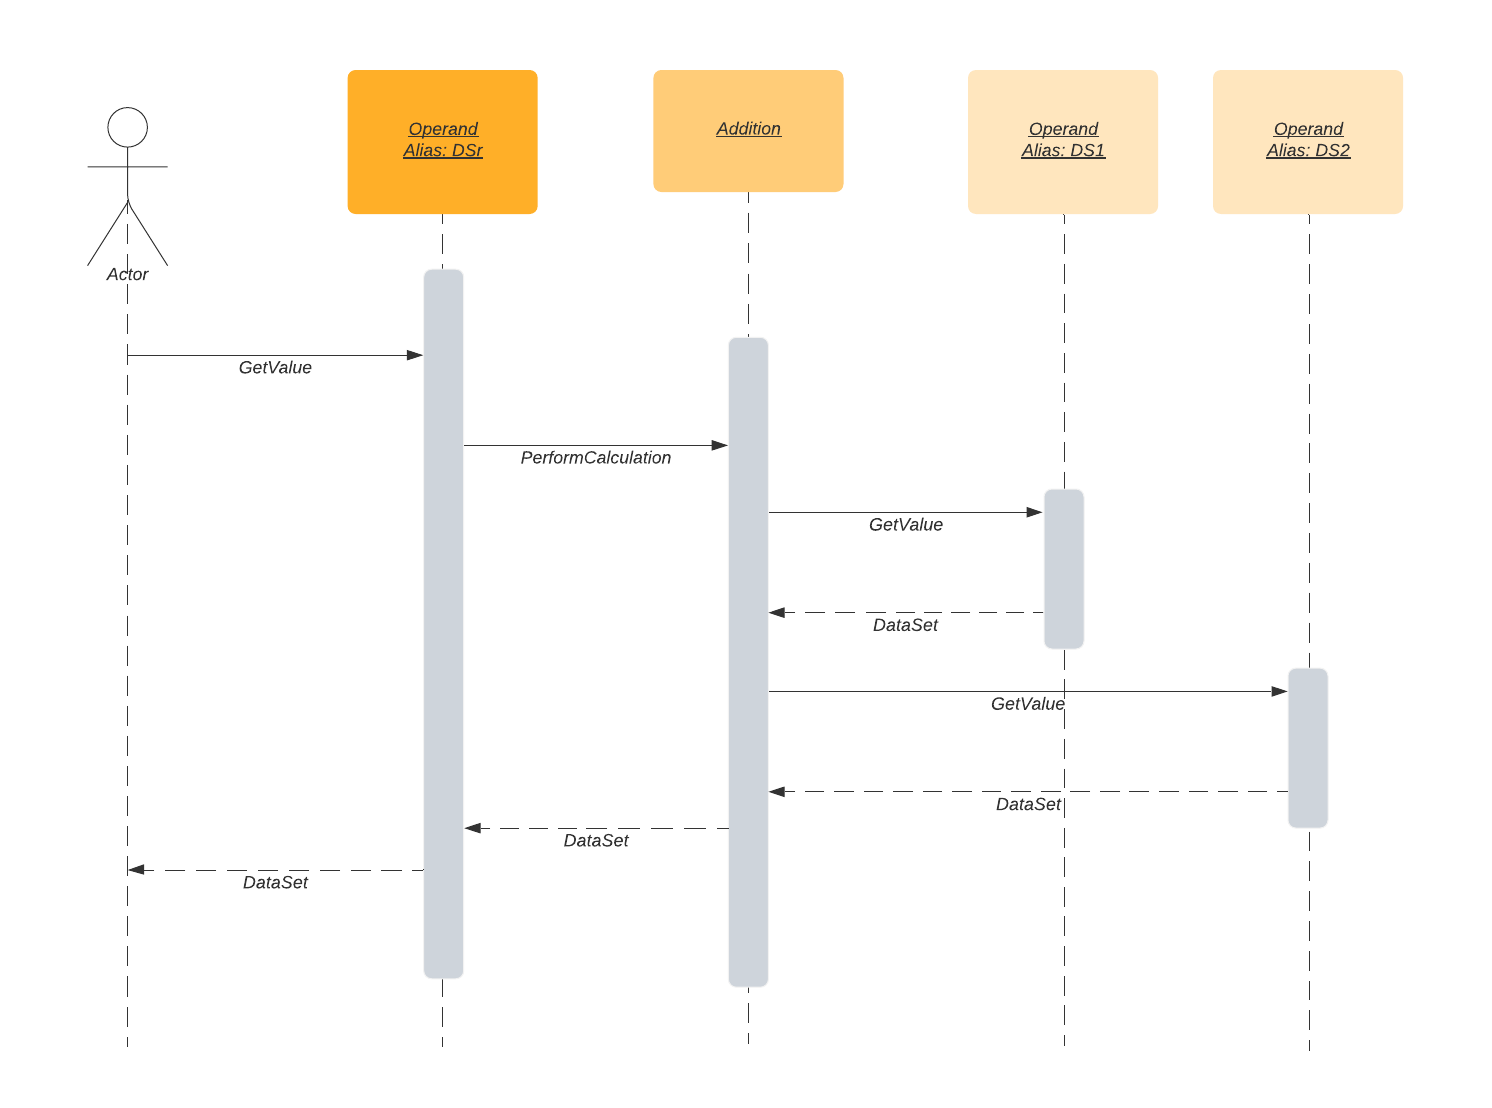 Operand
Alias: DSr
Addition
Operand
Alias: DS1
Operand
Alias: DS2
Actor
GetValue
PerformCalculation
GetValue
DataSet
GetValue
DataSet
DataSet
DataSet